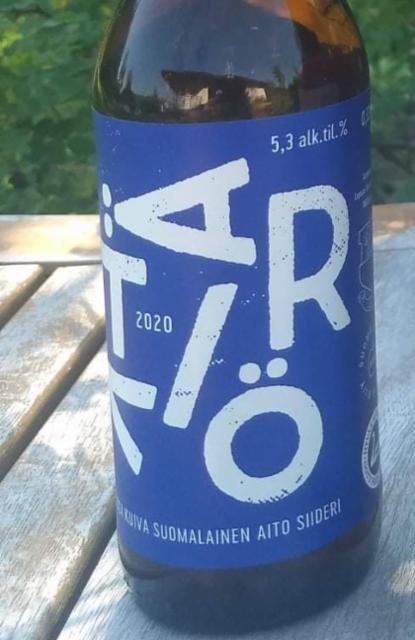 5,3 alk.til.%
Ä R
T 2020 I
Ö
KUIVA SUOMALAINEN AITO SIIDERI